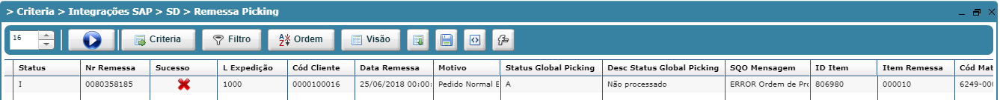 > Criteria > Integrações SAP > SD > Remessa Picking
16 Criteria Filtro Ordem Visão
Status Nr Remessa Sucesso L Expedição Cód Cliente Data Remessa Motivo Status Global Picking Desc Status Global Picking SQO Mensagem ID Item Item Remessa Cód Mat
I 0080358185 1000 0000100016 25/06/2018 00:00: Pedido Normal E A Não processado ERROR Ordem de Pro 806980 000010 6249-000